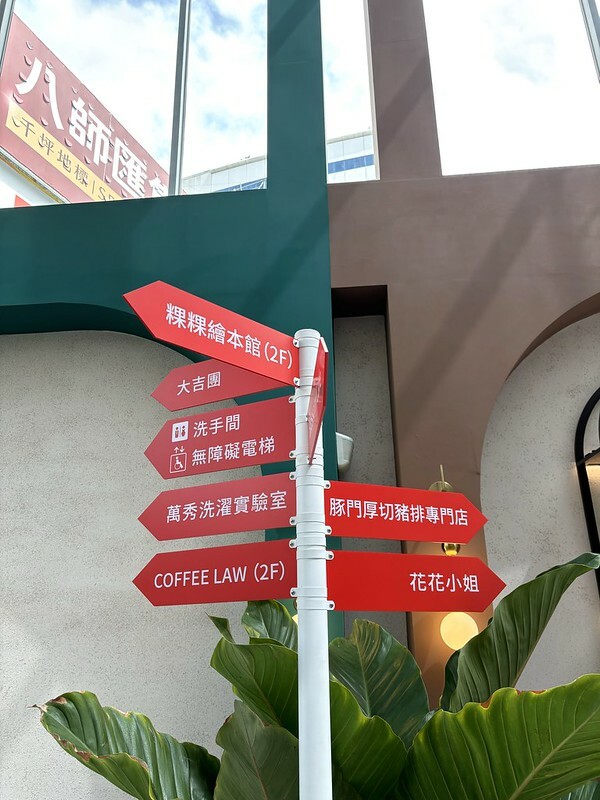 八師匯
千坪地標|S
粿粿繪本館(2F)
大吉團
洗手間
無障礙電梯
萬秀洗濯實驗室
豚門厚切豬排專門店
COFFEE LAW (2F)
花花小姐